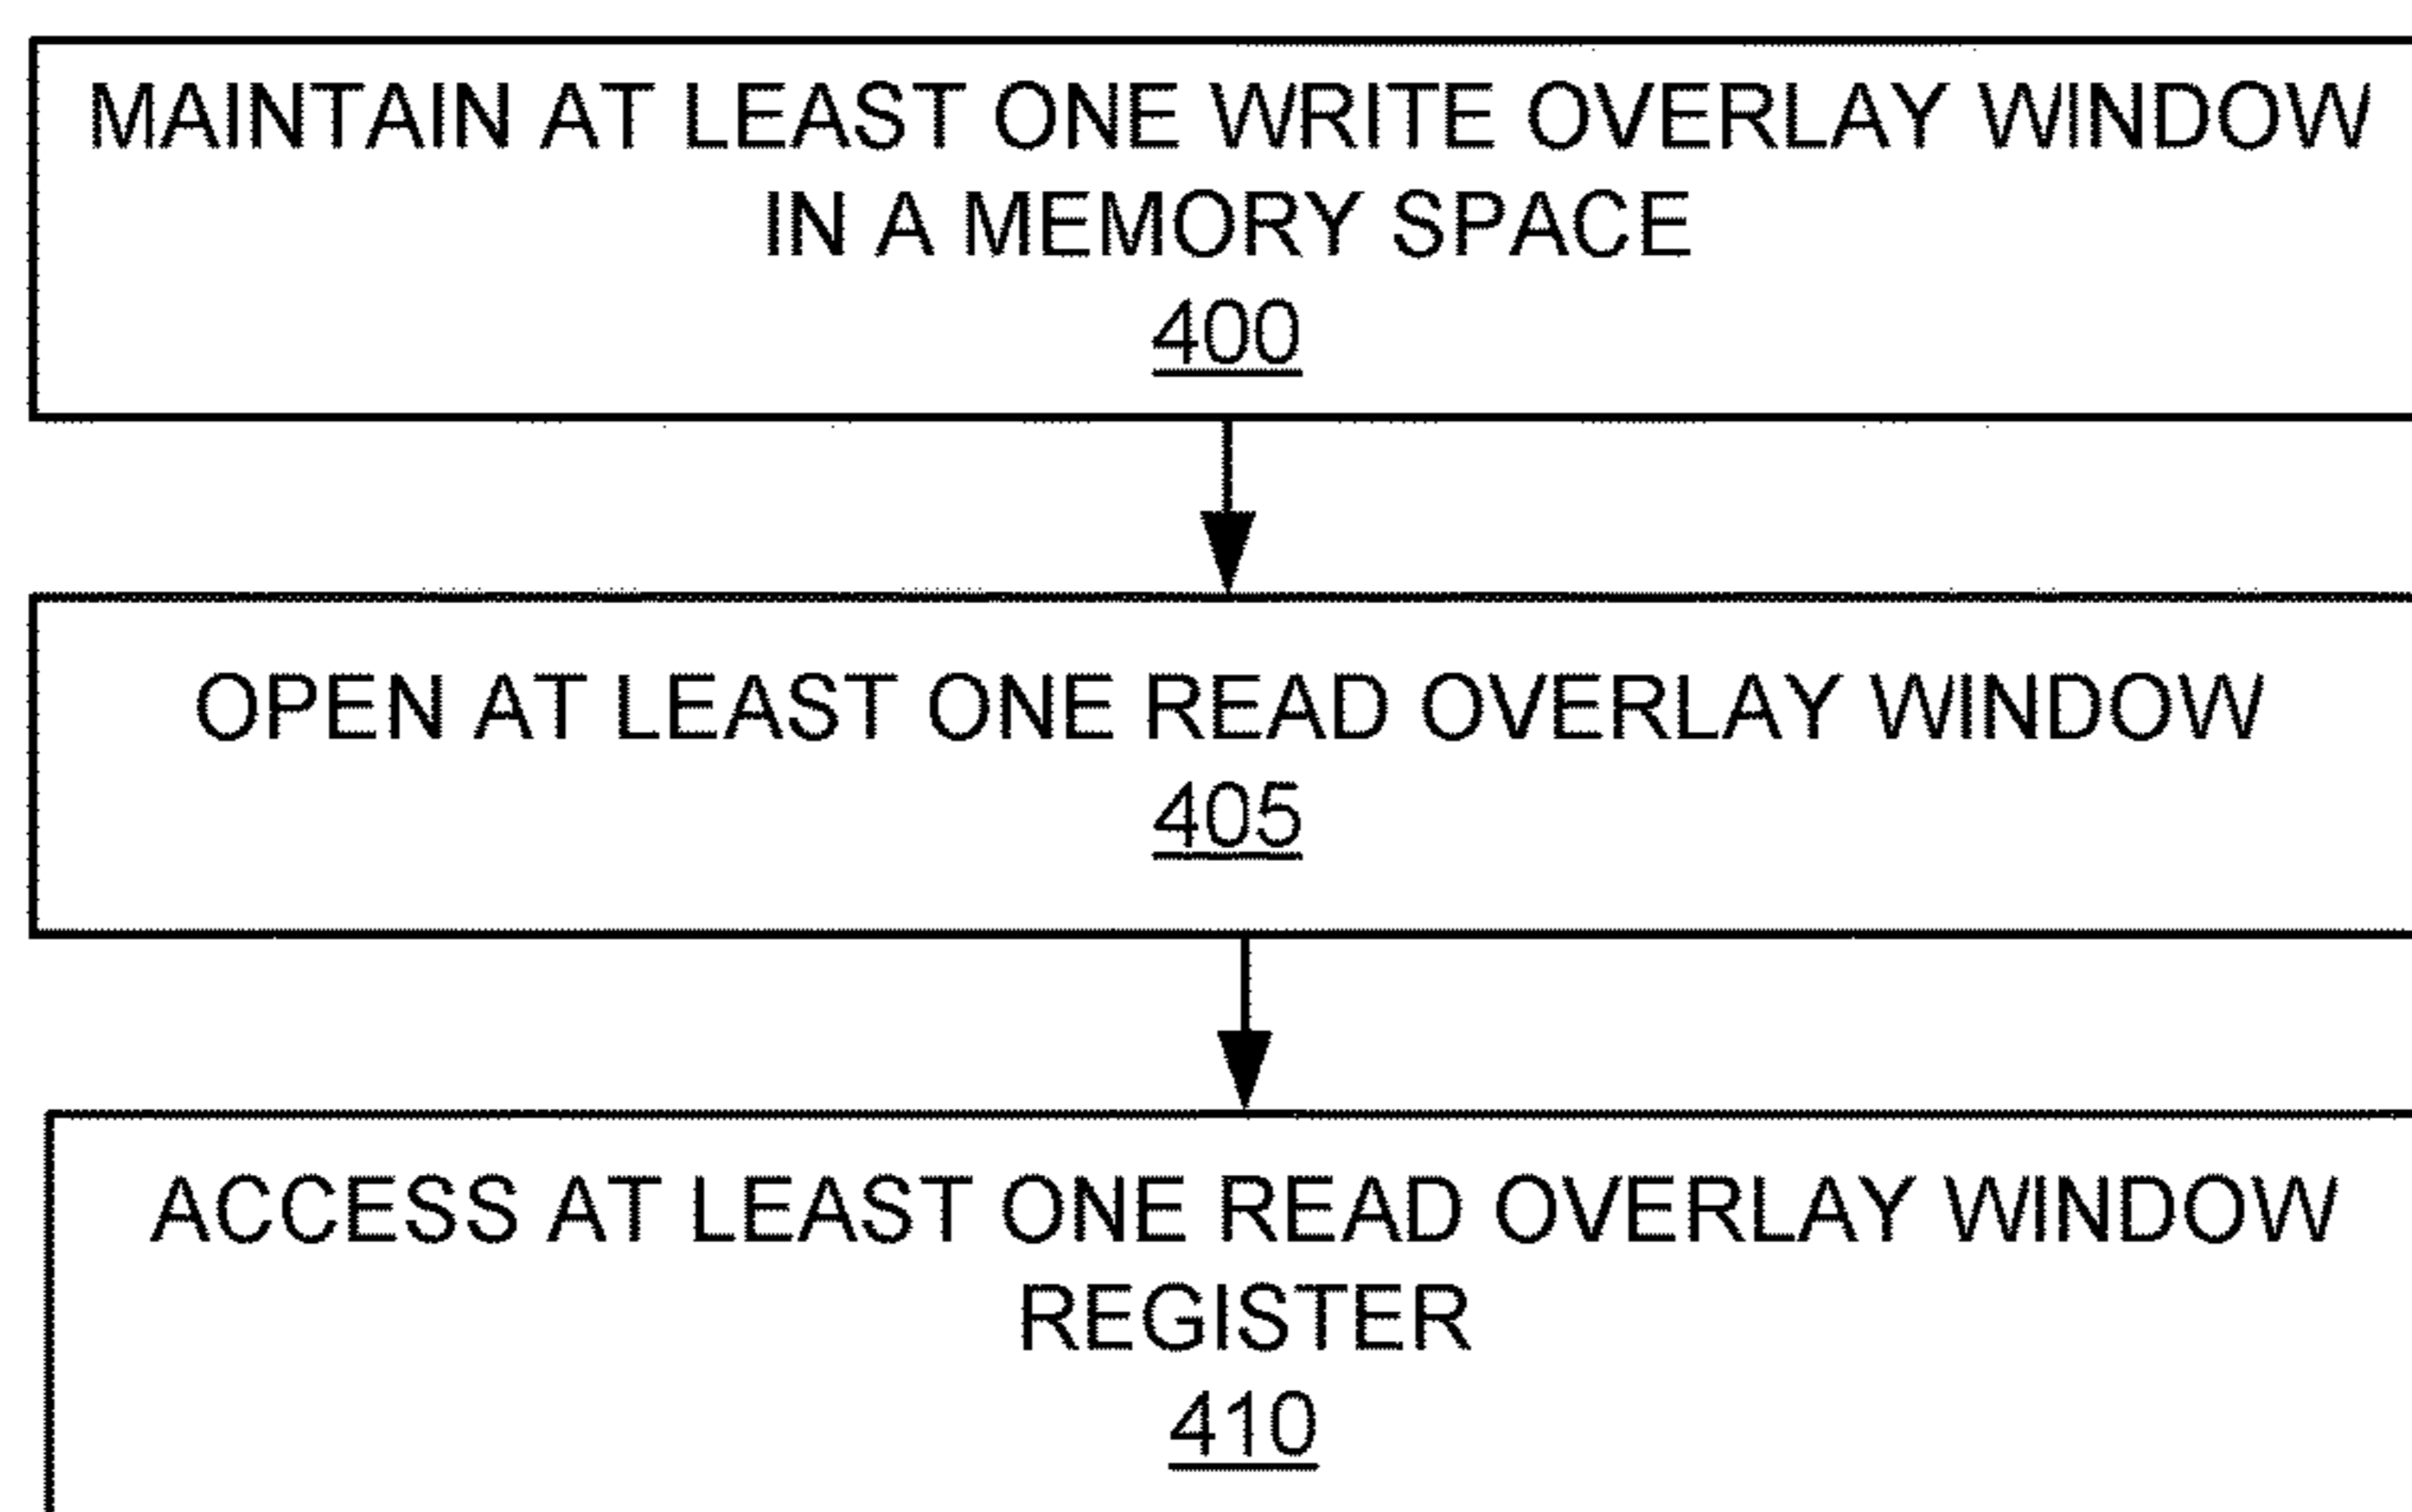 MAINTAIN AT LEAST ONE WRITE OVERLAY WINDOW
IN A MEMORY SPACE
400
OPEN AT LEAST ONE READ OVERLAY WINDOW
405
ACCESS AT LEAST ONE READ OVERLAY WINDOW
REGISTER
410